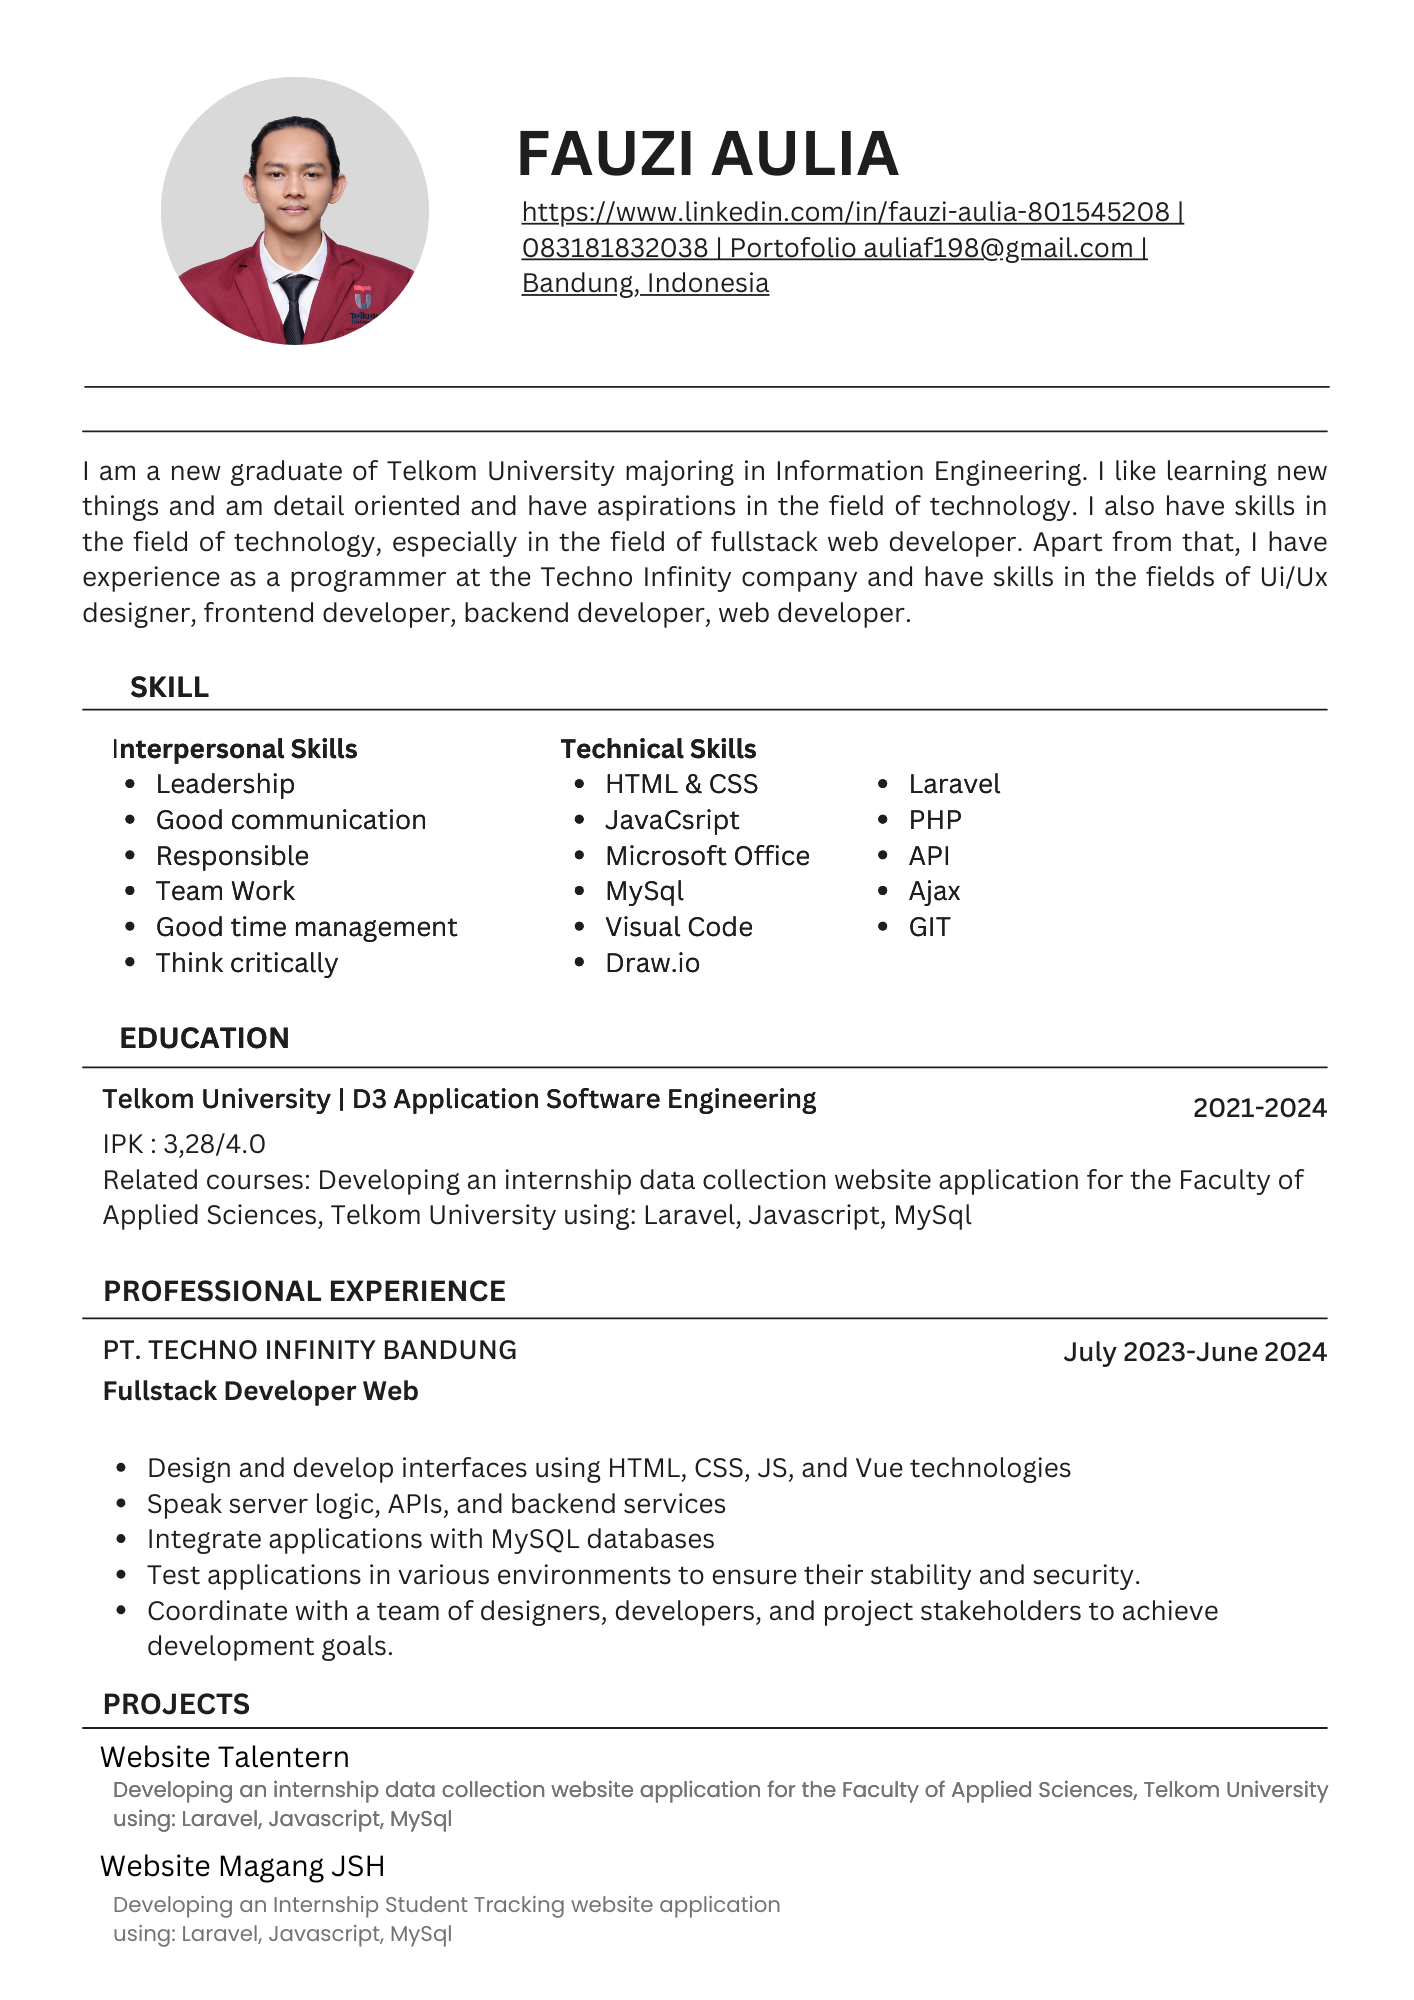 FAUZI AULIA
https://www.linkedin.com/in/fauzi-aulia-801545208 |
083181832038 | Portofolio auliaf198@gmail.com |
Bandung, Indonesia
Telkom
I am a new graduate of Telkom University majoring in Information Engineering. I like learning new
things and am detail oriented and have aspirations in the field of technology. I also have skills in
the field of technology, especially in the field of fullstack web developer. Apart from that, I have
experience as a programmer at the Techno Infinity company and have skills in the fields of Ui/Ux
designer, frontend developer, backend developer, web developer.
SKILL
Interpersonal Skills
• Leadership
• Good communication
• Responsible
• Team Work
• Good time management
• Think critically
Technical Skills
• HTML & CSS
• JavaCsript
• Microsoft Office
• MySql
• Visual Code
• Draw.io
• Laravel
• PHP
• API
• Ajax
• GIT
EDUCATION
Telkom University | D3 Application Software Engineering
2021-2024
IPK : 3,28/4.0
Related courses: Developing an internship data collection website application for the Faculty of
Applied Sciences, Telkom University using: Laravel, Javascript, MySql
PROFESSIONAL EXPERIENCE
PT. TECHNO INFINITY BANDUNG
July 2023-June 2024
Fullstack Developer Web
• Design and develop interfaces using HTML, CSS, JS, and Vue technologies
• Speak server logic, APIs, and backend services
• Integrate applications with MySQL databases
• Test applications in various environments to ensure their stability and security.
• Coordinate with a team of designers, developers, and project stakeholders to achieve
development goals.
PROJECTS
Website Talentern
Developing an internship data collection website application for the Faculty of Applied Sciences, Telkom University
using: Laravel, Javascript, MySql
Website Magang JSH
Developing an Internship Student Tracking website application
using: Laravel, Javascript, MySql